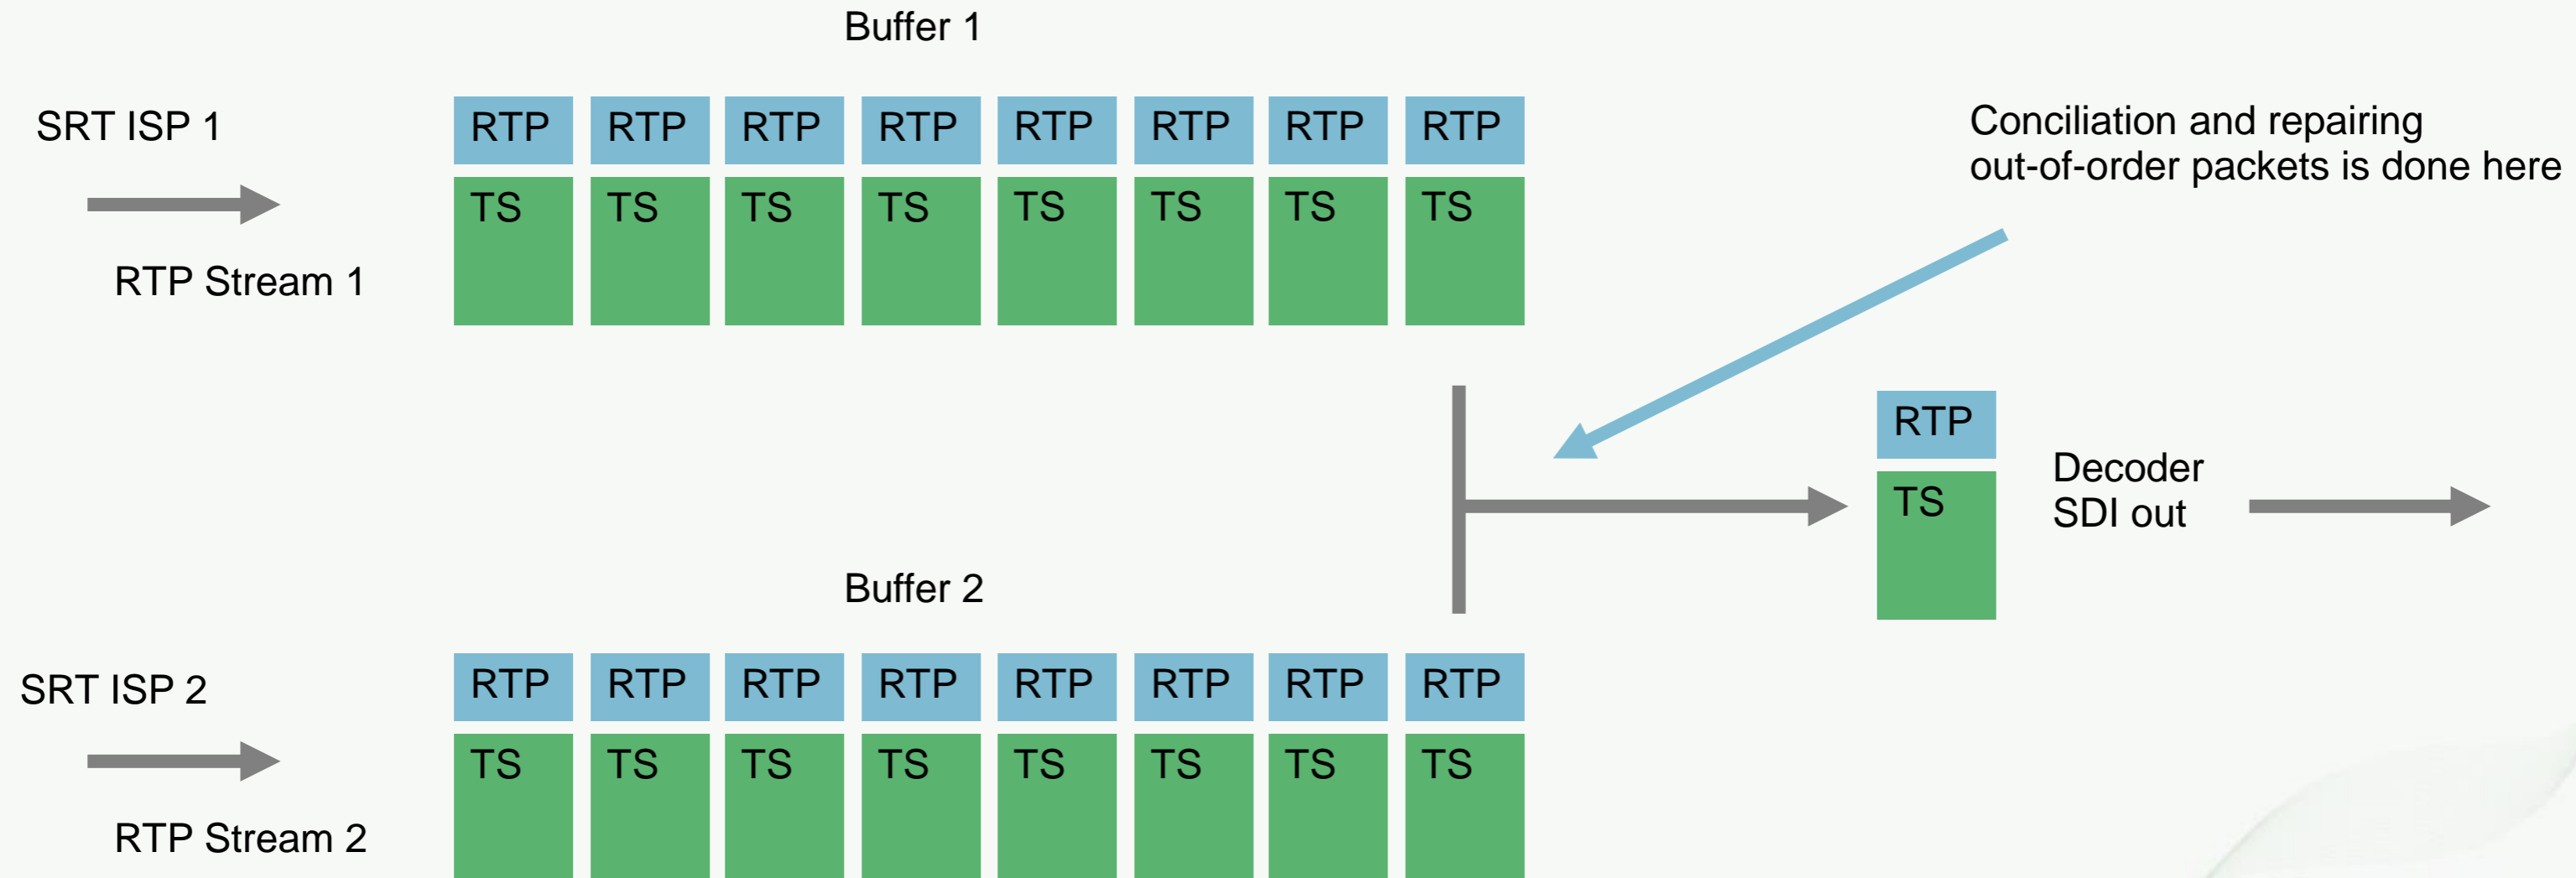 Buffer 1
SRT ISP 1
RTP RTP RTP RTP RTP RTP RTP RTP
TS TS TS TS TS TS TS TS
RTP Stream 1
Conciliation and repairing
out-of-order packets is done here
RTP
TS
Decoder
SDI out
Buffer 2
SRT ISP 2
RTP RTP RTP RTP RTP RTP RTP RTP
TS TS TS TS TS TS TS TS
RTP Stream 2